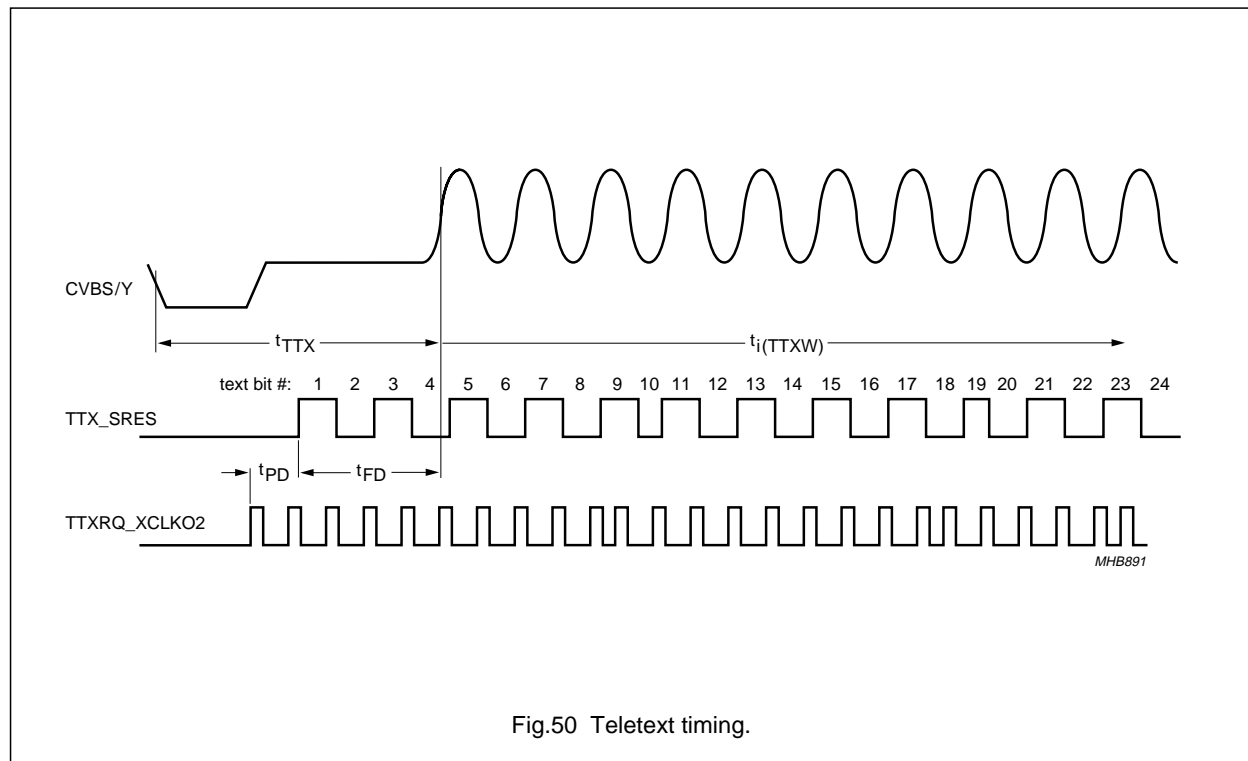 CVBS/Y
tTTX
ti(TTXW)
text bit #: 1 2 3 4 5 6 7 8 9 10 11 12 13 14 15 16 17 18 19 20 21 22 23 24
TTX_SRES
tPD
tFD
TTXRQ_XCLKO2
MHB891
Fig.50 Teletext timing.